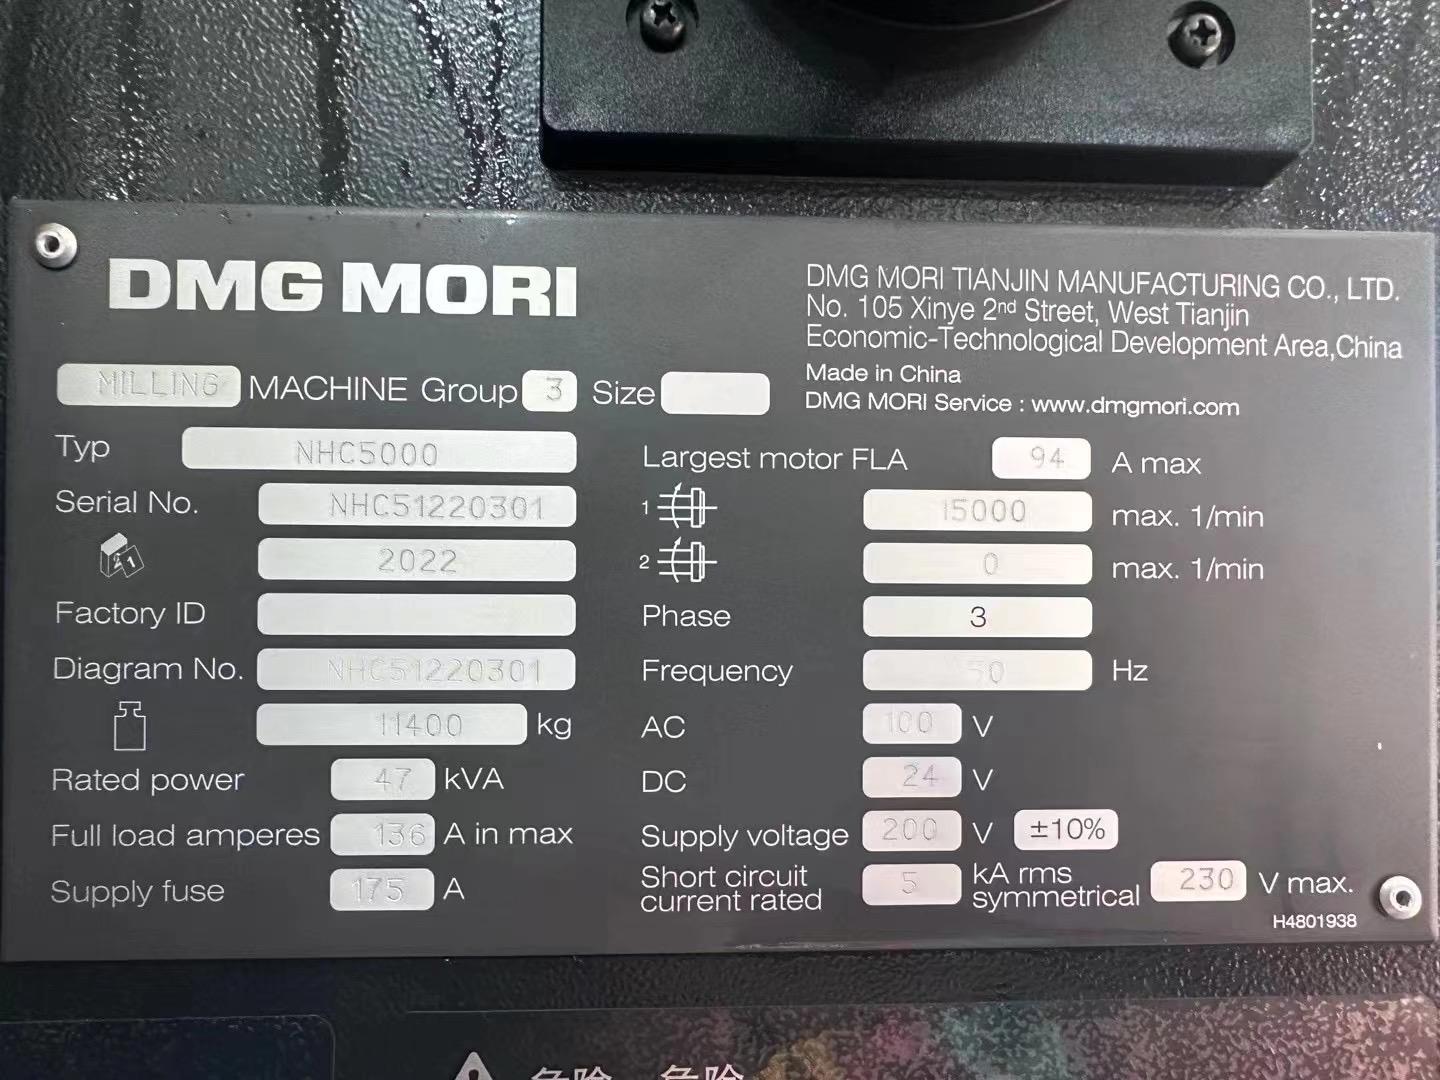 DMG MORI
DMG MORI TIANJIN MANUFACTURING CO., LTD.
No. 105 Xinye 2nd Street, West Tianjin
Economic-Technological Development Area,China
Made in China
DMG MORI Service : www.dmgmori.com
MILLING MACHINE Group 3 Size
Typ NHC5000
Serial No. NHC51220301
2022
Factory ID
Diagram No. NHC51220301
11400 kg
Rated power 47 kVA
Full load amperes 136 A in max
Supply fuse 175 A
Largest motor FLA 94 A max
1 15000 max. 1/min
2 0 max. 1/min
Phase 3
Frequency 50 Hz
AC 100 V
DC 24 V
Supply voltage 200 V ±10%
Short circuit current rated 5 kA rms symmetrical 230 V max.
H4801938
危险 危险